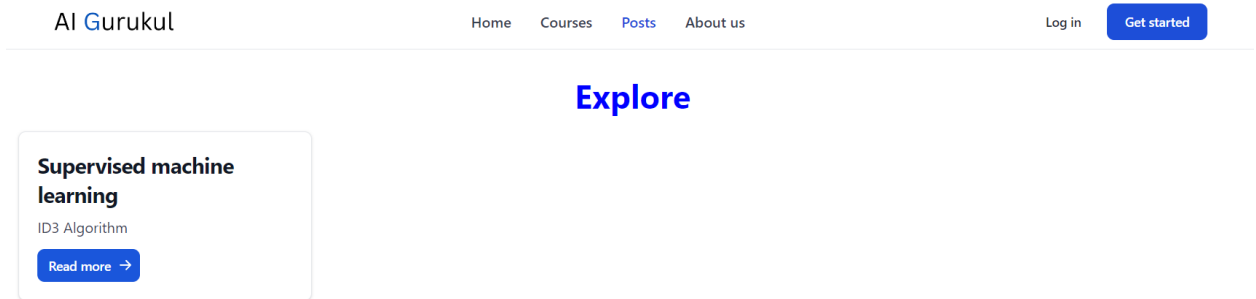 AI Gurukul Home Courses Posts About us Log in Get started
Explore
Supervised machine
learning
ID3 Algorithm
Read more →